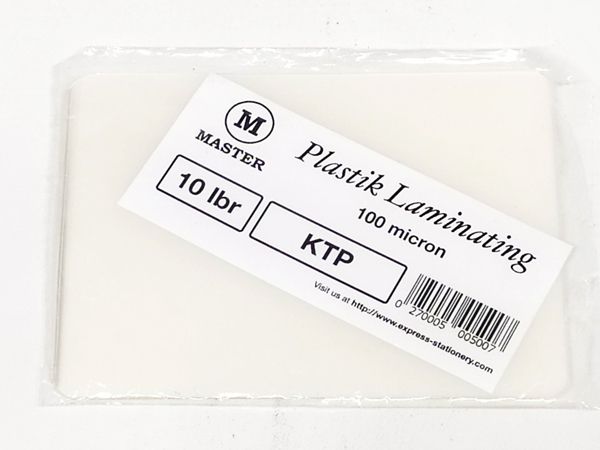 M
MASTER
Plastik Laminating
100 micron
10 lbr
KTP
Visit us at http://www.express-stationery.com
0 270005 005007